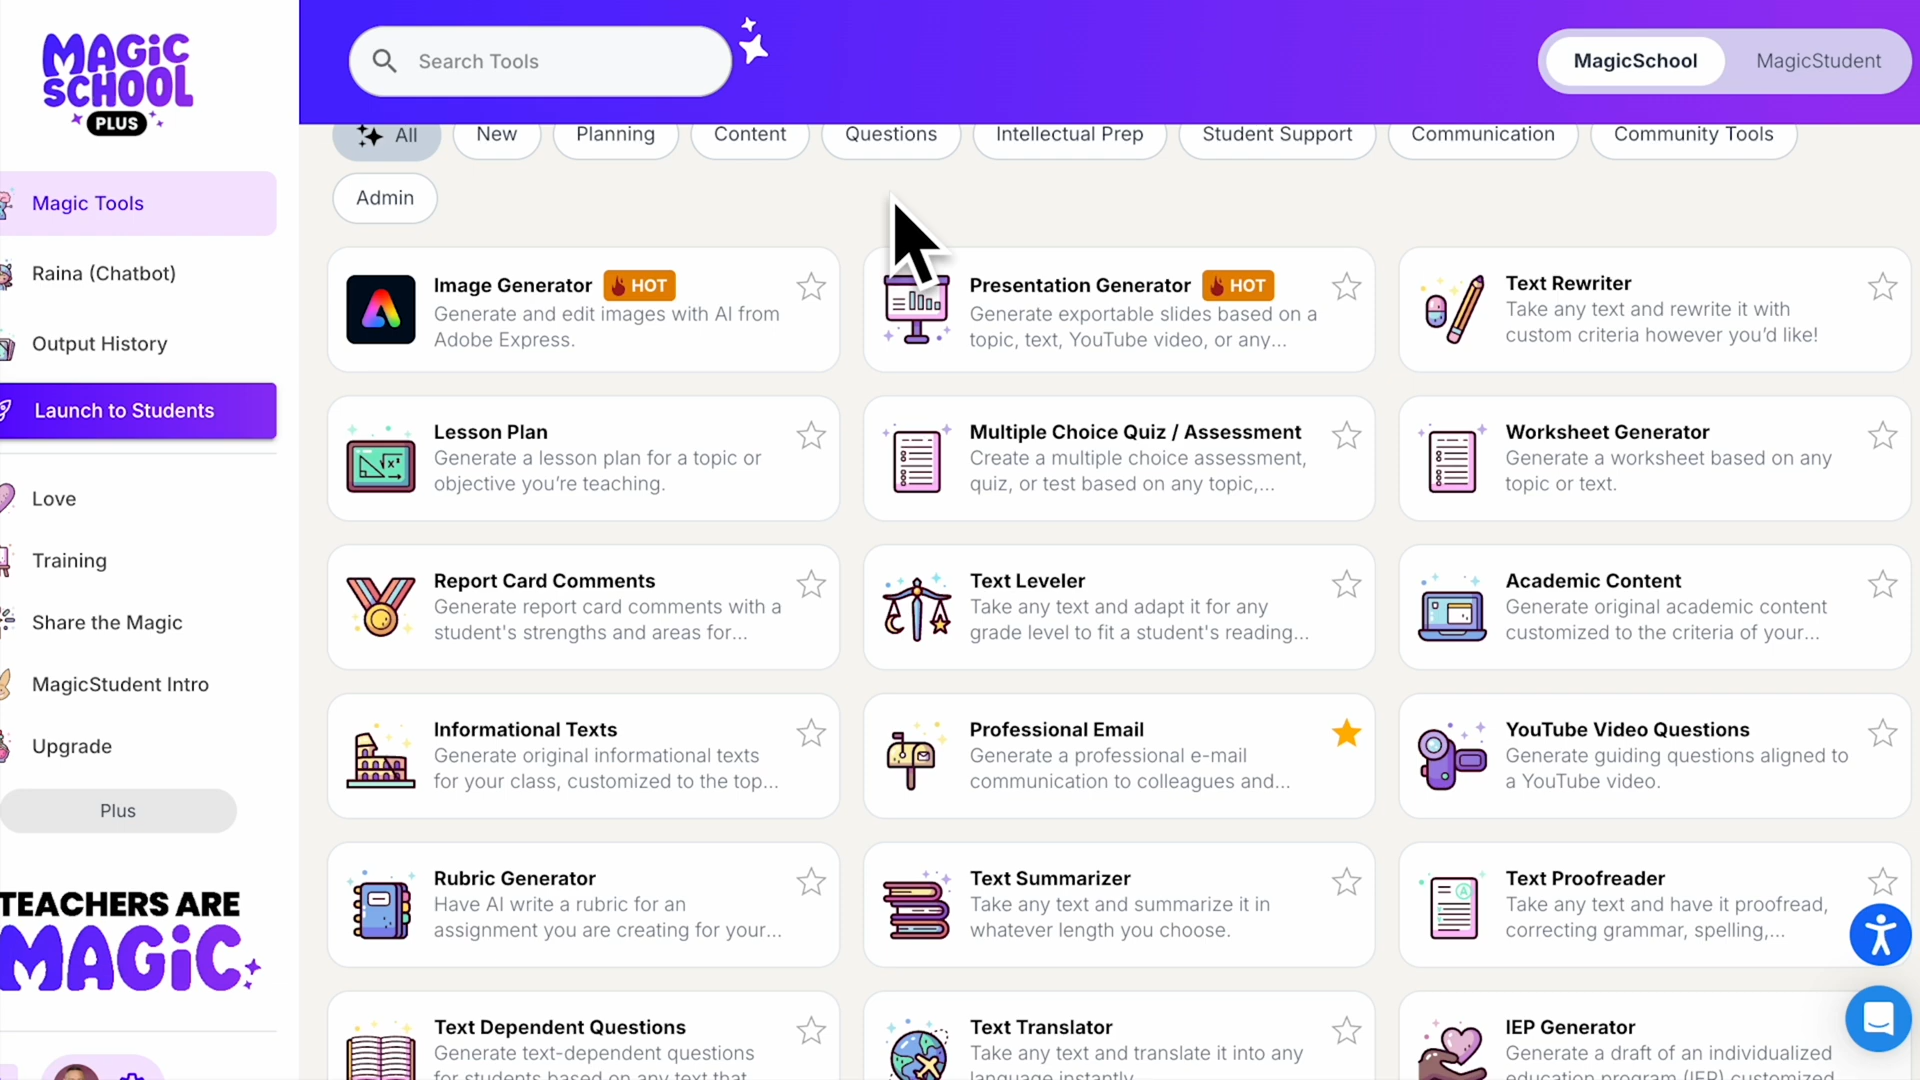 MAGIC
SCHOOL
PLUS
Search Tools
MagicSchool
MagicStudent
All
New
Planning
Content
Questions
Intellectual Prep
Student Support
Communication
Community Tools
Admin
Magic Tools
Raina (Chatbot)
Output History
Launch to Students
Love
Training
Share the Magic
MagicStudent Intro
Upgrade
Plus
TEACHERS ARE
MAGIC
Image Generator HOT
Generate and edit images with AI from
Adobe Express.
Presentation Generator HOT
Generate exportable slides based on a
topic, text, YouTube video, or any...
Text Rewriter
Take any text and rewrite it with
custom criteria however you’d like!
Lesson Plan
Generate a lesson plan for a topic or
objective you’re teaching.
Multiple Choice Quiz / Assessment
Create a multiple choice assessment,
quiz, or test based on any topic,...
Worksheet Generator
Generate a worksheet based on any
topic or text.
Report Card Comments
Generate report card comments with a
student's strengths and areas for...
Text Leveler
Take any text and adapt it for any
grade level to fit a student's reading...
Academic Content
Generate original academic content
customized to the criteria of your...
Informational Texts
Generate original informational texts
for your class, customized to the top...
Professional Email
Generate a professional e-mail
communication to colleagues and...
YouTube Video Questions
Generate guiding questions aligned to
a YouTube video.
Rubric Generator
Have AI write a rubric for an
assignment you are creating for your...
Text Summarizer
Take any text and summarize it in
whatever length you choose.
Text Proofreader
Take any text and have it proofread,
correcting grammar, spelling,...
Text Dependent Questions
Generate text-dependent questions
for students based on any text that
Text Translator
Take any text and translate it into any
language instantly
IEP Generator
Generate a draft of an individualized
education program (IEP) customized